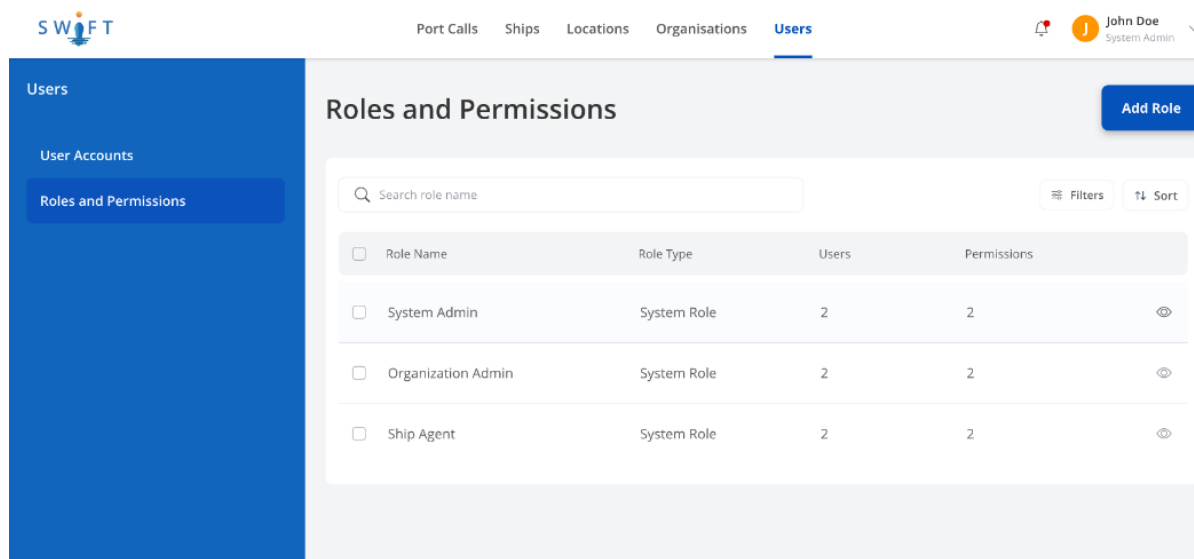 SWIFT
Port Calls Ships Locations Organisations Users
J
John Doe
System Admin
Users
User Accounts
Roles and Permissions
Roles and Permissions
Add Role
Search role name
Filters
Sort
Role Name Role Type Users Permissions
System Admin System Role 2 2
Organization Admin System Role 2 2
Ship Agent System Role 2 2